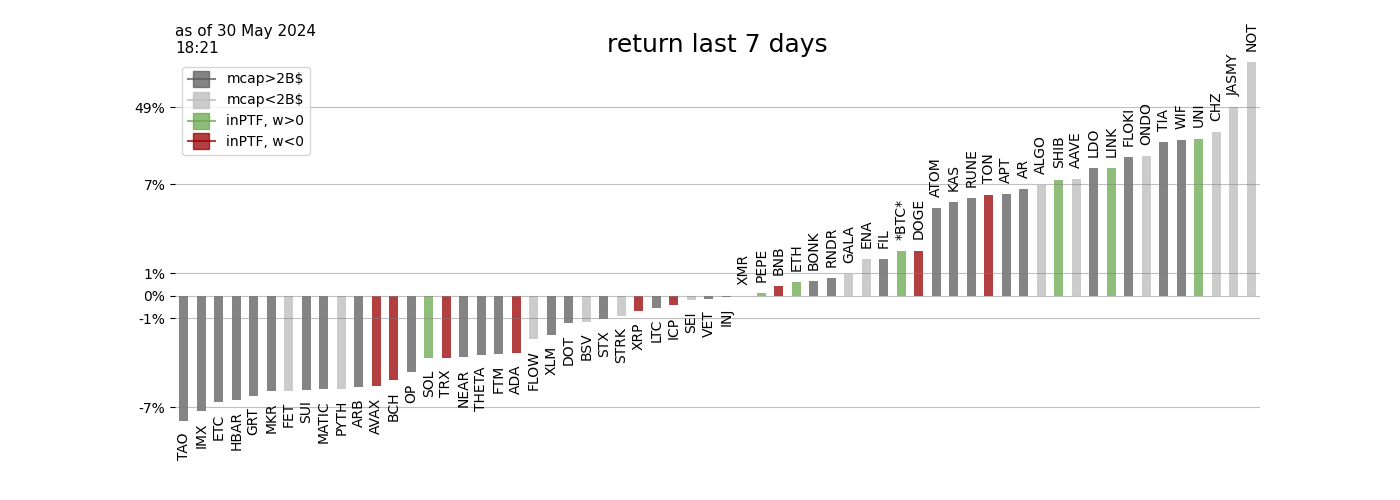 as of 30 May 2024
18:21
return last 7 days
mcap>2B$
mcap<2B$
inPTF, w>0
inPTF, w<0
49%
7%
1%
0%
-1%
-7%
TAO
IMX
ETC
HBAR
GRT
MKR
FET
SUI
MATIC
PYTH
ARB
AVAX
BCH
OP
SOL
TRX
NEAR
THETA
FTM
ADA
FLOW
XLM
DOT
BSV
STX
STRK
XRP
LTC
ICP
SEI
VET
INJ
XMR
PEPE
BNB
ETH
BONK
RNDR
GALA
ENA
FIL
*BTC*
DOGE
ATOM
KAS
RUNE
TON
APT
AR
ALGO
SHIB
AAVE
LDO
LINK
FLOKI
ONDO
TIA
WIF
UNI
CHZ
JASMY
NOT